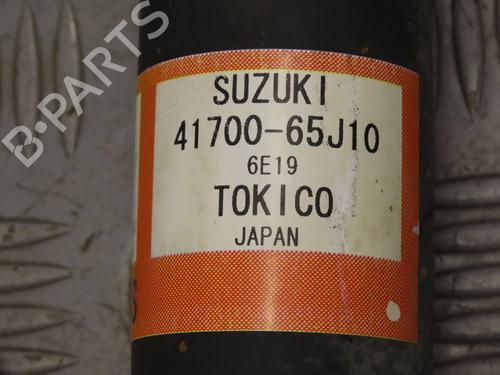 B-PARTS
SUZUKI
41700-65J10
6E19
TOKICO
JAPAN